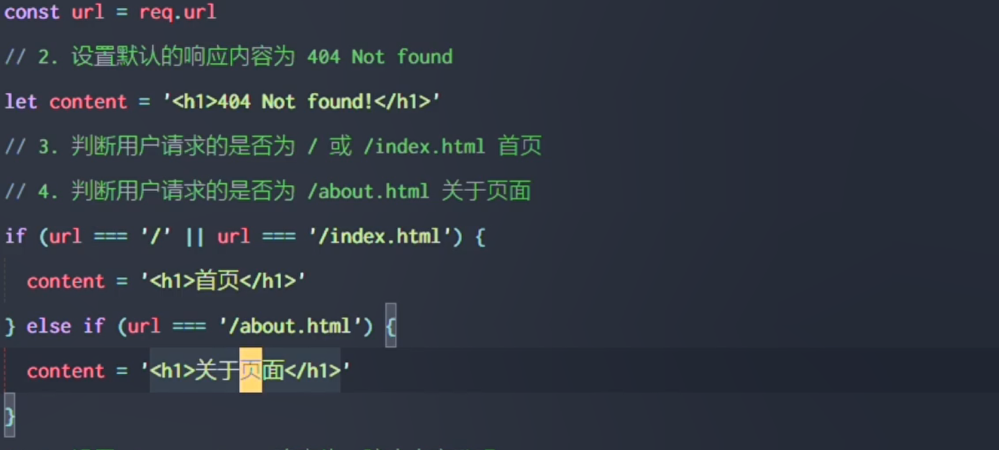 const url = req.url
// 2. 设置默认的响应内容为 404 Not found
let content = '<h1>404 Not found!</h1>'
// 3. 判断用户请求的是否为 / 或 /index.html 首页
// 4. 判断用户请求的是否为 /about.html 关于页面
if (url === '/' || url === '/index.html') {
content = '<h1>首页</h1>'
} else if (url === '/about.html') {
content = '<h1>关于页面</h1>'
}